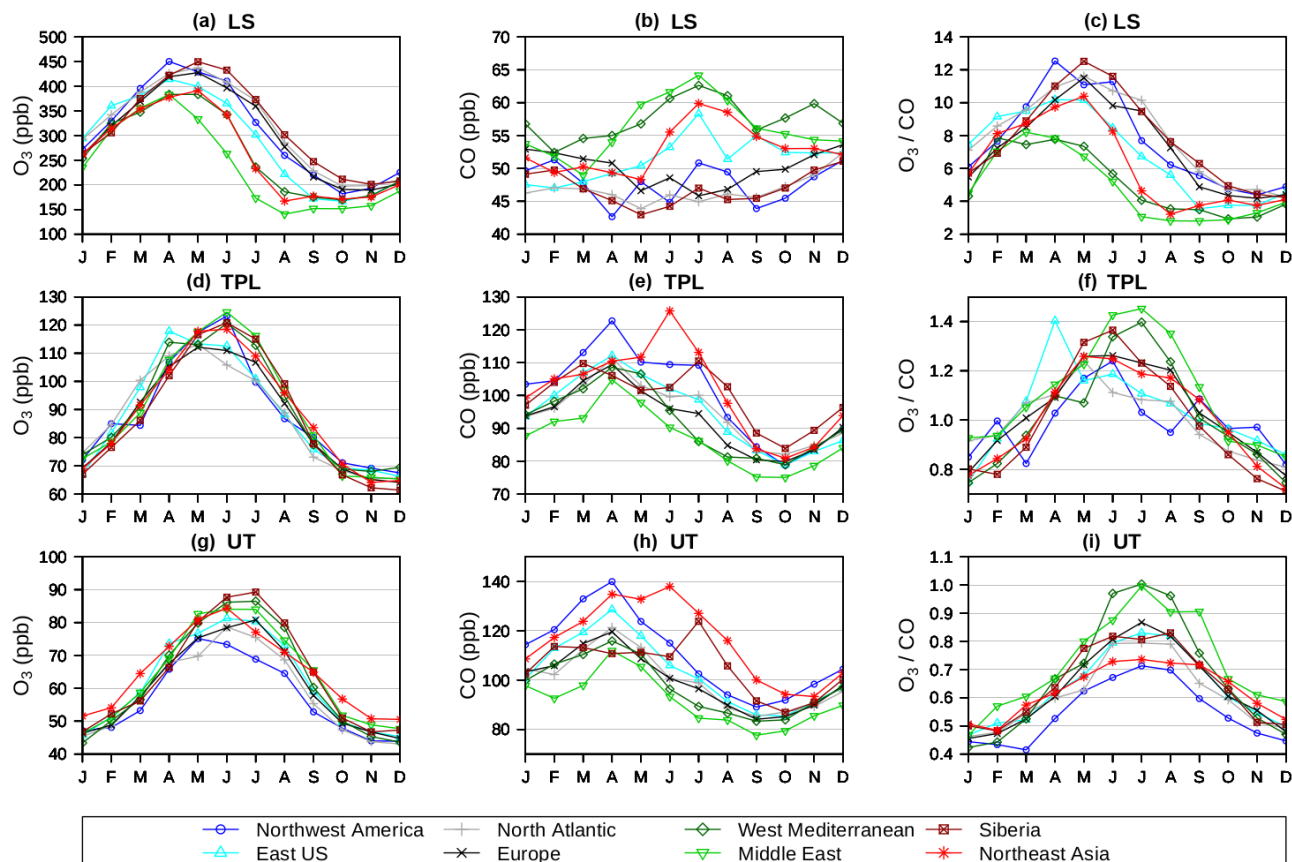 (a) LS
(b) LS
(c) LS
O₃ (ppb)
500
450
400
350
300
250
200
150
100
J F M A M J J A S O N D
CO (ppb)
70
65
60
55
50
45
40
J F M A M J J A S O N D
O₃ / CO
14
12
10
8
6
4
2
J F M A M J J A S O N D
(d) TPL
(e) TPL
(f) TPL
O₃ (ppb)
130
120
110
100
90
80
70
60
J F M A M J J A S O N D
CO (ppb)
130
120
110
100
90
80
70
J F M A M J J A S O N D
O₃ / CO
1.4
1.2
1.0
0.8
J F M A M J J A S O N D
(g) UT
(h) UT
(i) UT
O₃ (ppb)
100
90
80
70
60
50
40
J F M A M J J A S O N D
CO (ppb)
140
120
100
80
J F M A M J J A S O N D
O₃ / CO
1.1
1.0
0.9
0.8
0.7
0.6
0.5
0.4
J F M A M J J A S O N D
Northwest America North Atlantic West Mediterranean Siberia
East US Europe Middle East Northeast Asia